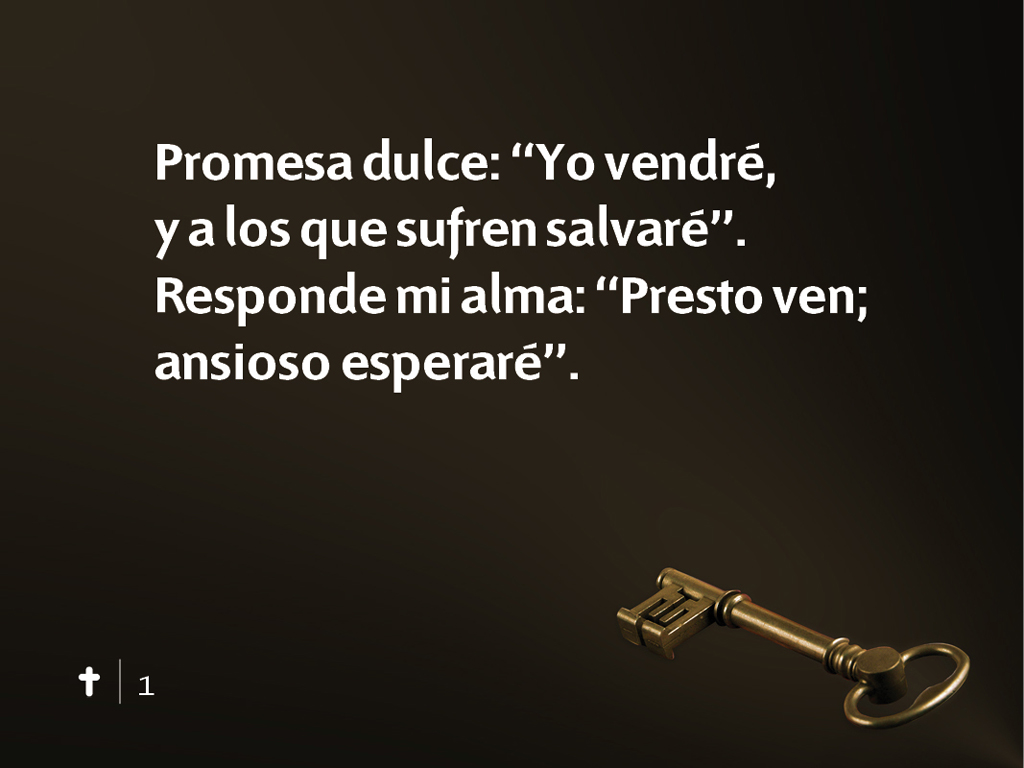 Promesa dulce: “Yo vendré,
y a los que sufren salvaré”.
Responde mi alma: “Presto ven;
ansioso esperaré”.
1